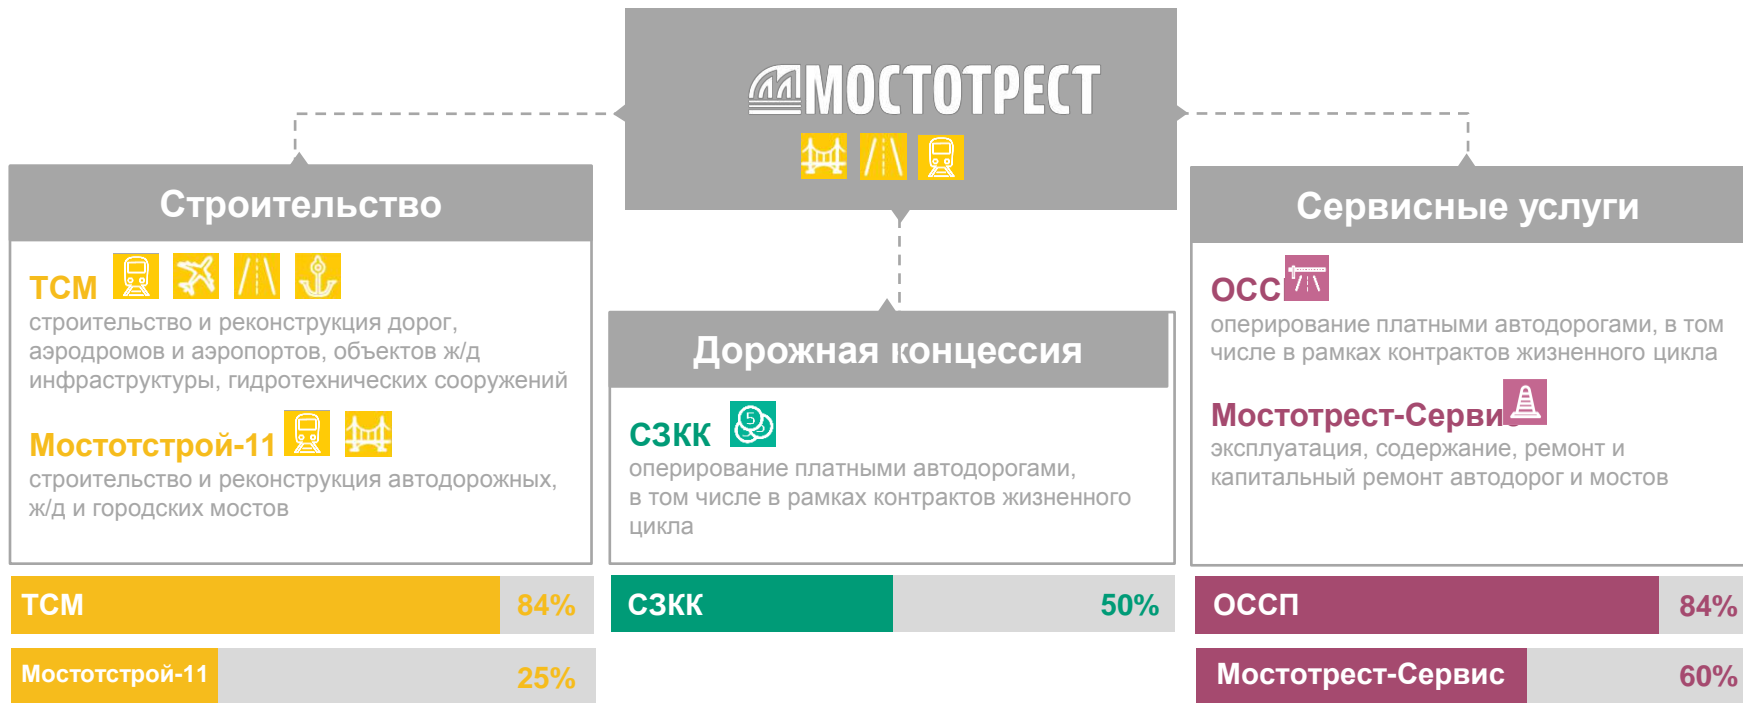 МОСТОТРЕСТ
Строительство
ТСМ
строительство и реконструкция дорог,
аэродромов и аэропортов, объектов ж/д
инфраструктуры, гидротехнических сооружений
Мостотстрой-11
строительство и реконструкция автодорожных,
ж/д и городских мостов
ТСМ 84%
Мостотстрой-11 25%
Дорожная концессия
СЗКК
оперирование платными автодорогами,
в том числе в рамках контрактов жизненного
цикла
СЗКК 50%
Сервисные услуги
ОСС
оперирование платными автодорогами, в том
числе в рамках контрактов жизненного цикла
Мостотрест-Сервис
эксплуатация, содержание, ремонт и
капитальный ремонт автодорог и мостов
ОССП 84%
Мостотрест-Сервис 60%